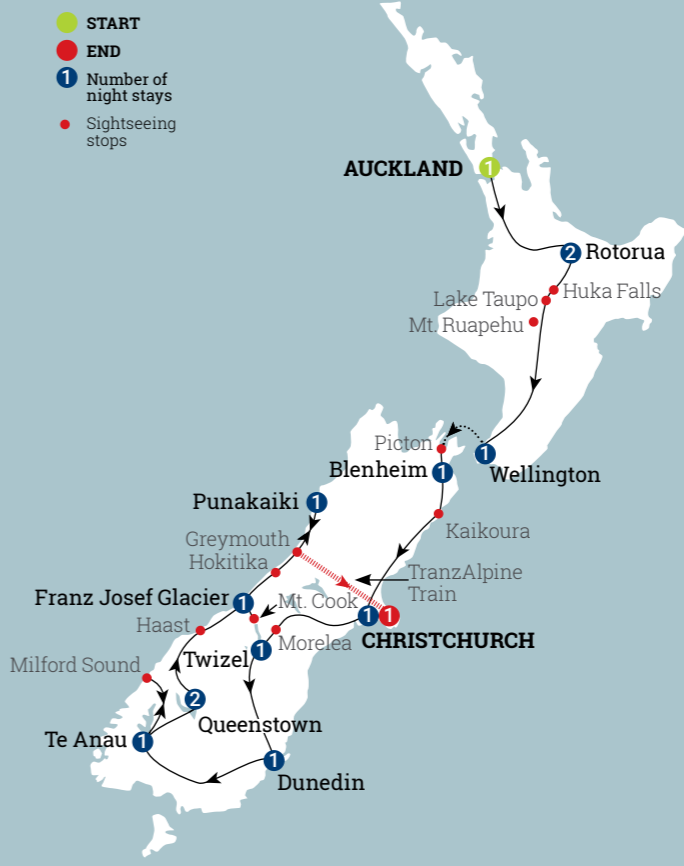 START
END
1 Number of
night stays
Sightseeing
stops
AUCKLAND 1
2 Rotorua
Huka Falls
Lake Taupo
Mt. Ruapehu
Picton
1 Wellington
Blenheim 1
Punakaiki 1
Kaikoura
Greymouth
Hokitika
TranzAlpine
Train
Franz Josef Glacier 1
Mt. Cook
1 1
CHRISTCHURCH
Haast
Morelea
Twizel 1
Milford Sound
2
Queenstown
Te Anau 1
1
Dunedin